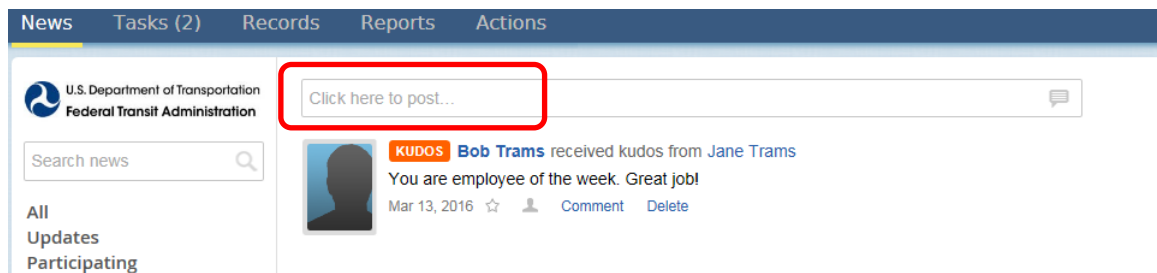 News Tasks (2) Records Reports Actions
U.S. Department of Transportation
Federal Transit Administration
Search news
All
Updates
Participating
Click here to post...
KUDOS Bob Trams received kudos from Jane Trams
You are employee of the week. Great job!
Mar 13, 2016 Comment Delete